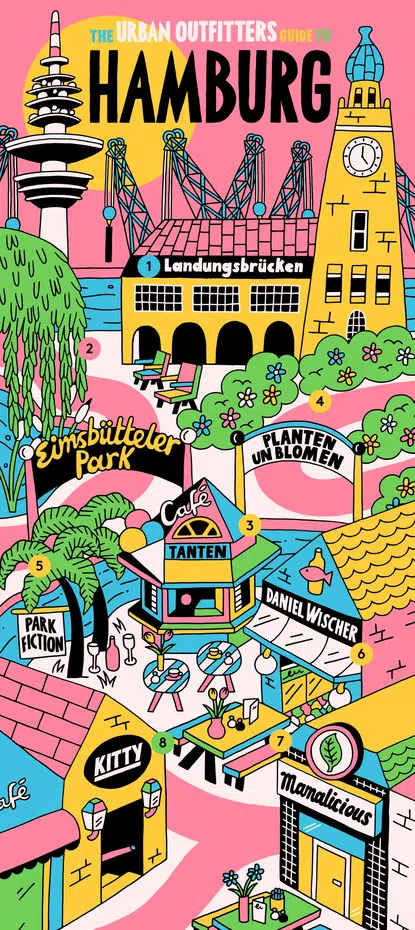 THE URBAN OUTFITTERS GUIDE TO
HAMBURG
1 Landungsbrücken
2
4
Eimsbütteler
Park
PLANTEN
UN BLOMEN
Café
3
TANTEN
5
DANIEL WISCHER
PARK
FICTION
6
KITTY
8
7
Mamalicious
afé